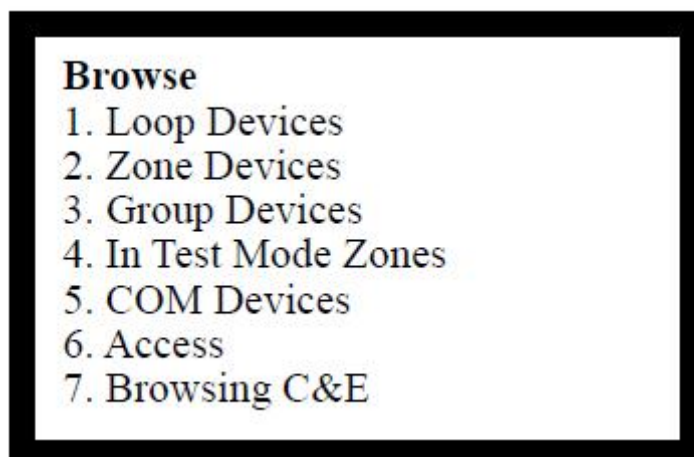 Browse
1. Loop Devices
2. Zone Devices
3. Group Devices
4. In Test Mode Zones
5. COM Devices
6. Access
7. Browsing C&E